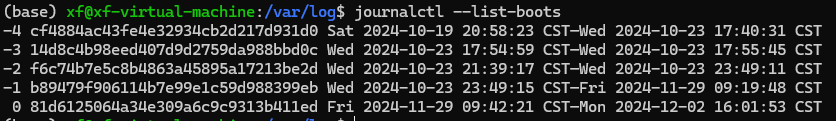 (base) xf@xf-virtual-machine:/var/log$ journalctl --list-boots
-4 cf4884ac43fe4e32934cb2d217d931d0 Sat 2024-10-19 20:58:23 CST—Wed 2024-10-23 17:40:31 CST
-3 14d8c4b98eed407d9d2759da988bbd0c Wed 2024-10-23 17:54:59 CST—Wed 2024-10-23 17:55:45 CST
-2 f6c74b7e5c8b4863a45895a17213be2d Wed 2024-10-23 21:39:17 CST—Wed 2024-10-23 23:49:11 CST
-1 b89479f906114b7e99e1c59d988399eb Wed 2024-10-23 23:49:15 CST—Fri 2024-11-29 09:19:48 CST
0 81d6125064a34e309a6c9c9313b411ed Fri 2024-11-29 09:42:21 CST—Mon 2024-12-02 16:01:53 CST